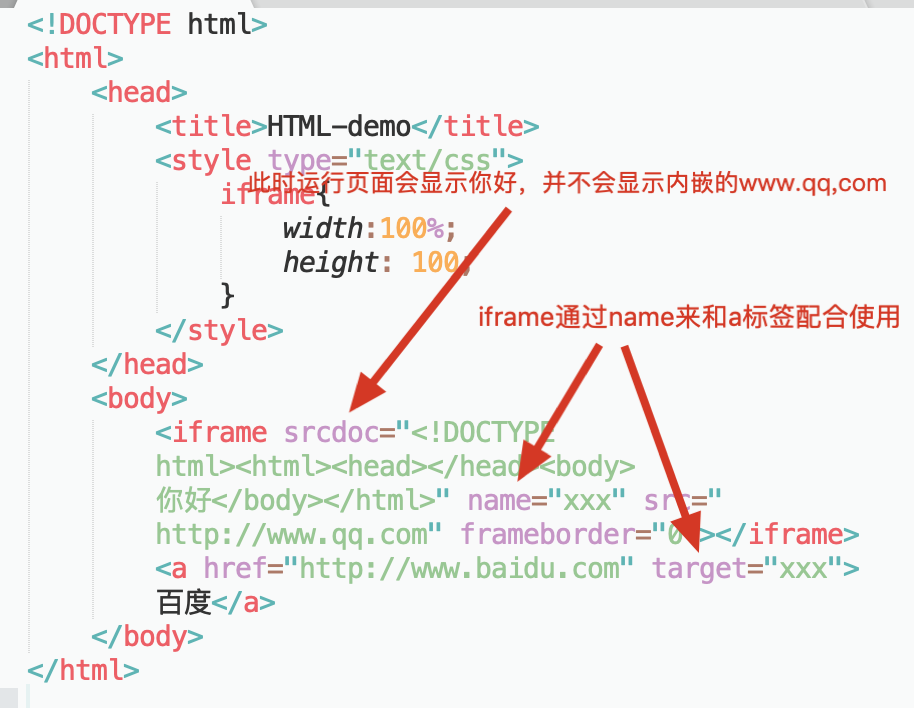 <!DOCTYPE html>
<html>
<head>
<title>HTML-demo</title>
<style type="text/css">
此时运行页面会显示你好，并不会显示内嵌的www.qq,com
iframe{
width:100%;
height: 100;
}
iframe通过name来和a标签配合使用
</style>
</head>
<body>
<iframe srcdoc="<!DOCTYPE
html><html><head></head><body>
你好</body></html>" name="xxx" src="
http://www.qq.com" frameborder="0"></iframe>
<a href="http://www.baidu.com" target="xxx">
百度</a>
</body>
</html>